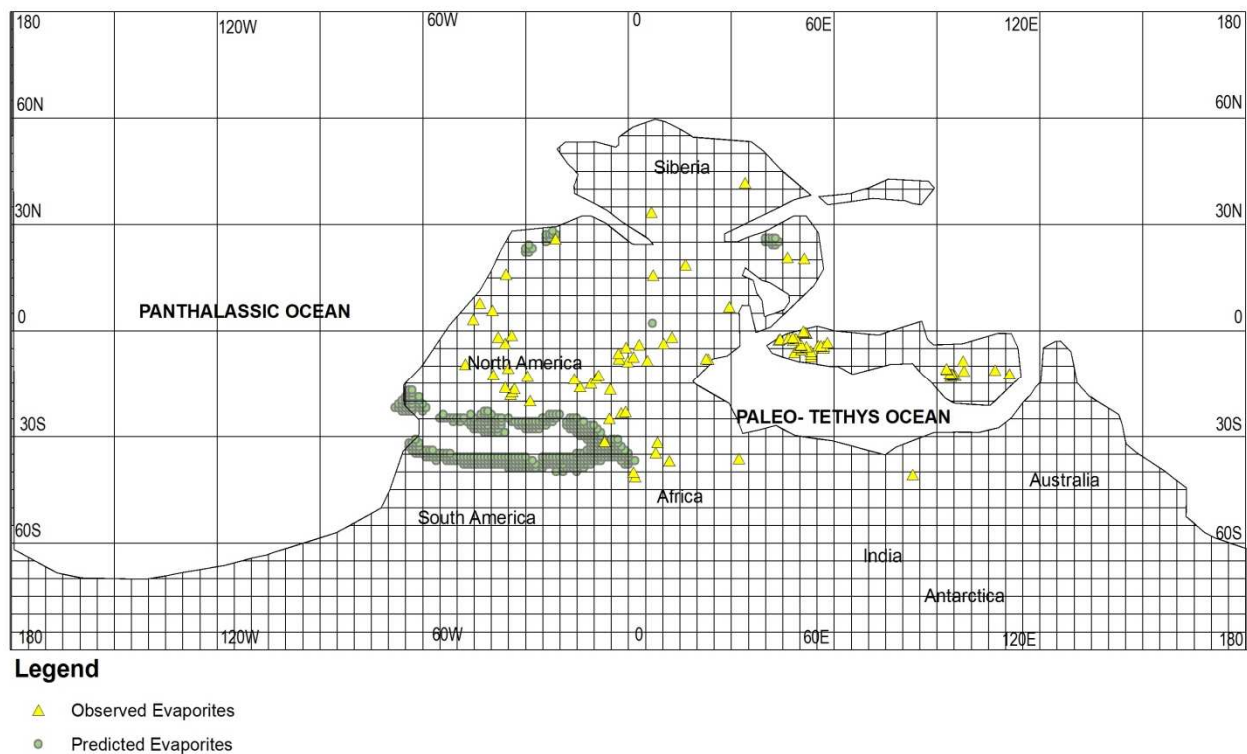 180 120W 60W 0 60E 120E 180
60N 60N
Siberia
30N 30N
PANTHALASSIC OCEAN
0 0
North America
PALEO- TETHYS OCEAN
30S 30S
Australia
Africa
South America
60S 60S
India
Antarctica
180 120W 60W 0 60E 120E 180
Legend
Observed Evaporites
Predicted Evaporites